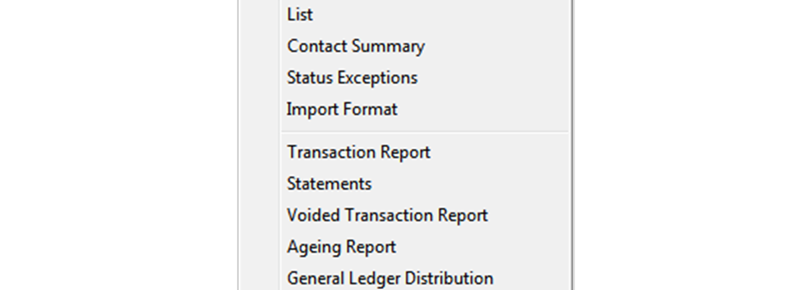 List
Contact Summary
Status Exceptions
Import Format
Transaction Report
Statements
Voided Transaction Report
Ageing Report
General Ledger Distribution